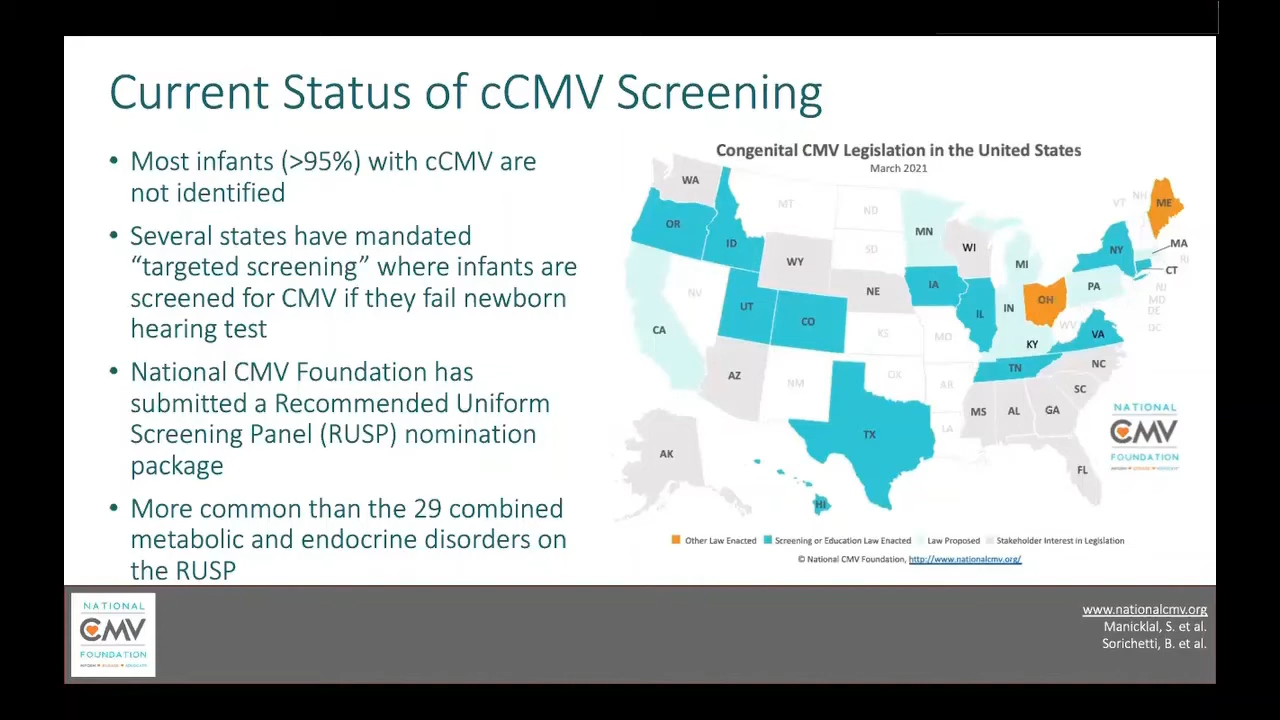 Current Status of cCMV Screening
• Most infants (>95%) with cCMV are
not identified
• Several states have mandated
“targeted screening” where infants are
screened for CMV if they fail newborn
hearing test
• National CMV Foundation has
submitted a Recommended Uniform
Screening Panel (RUSP) nomination
package
• More common than the 29 combined
metabolic and endocrine disorders on
the RUSP
Congenital CMV Legislation in the United States
March 2021
WA
MT
ND
MN
VT
NH
ME
OR
ID
SD
WI
MI
NY
MA
RI
CT
WY
NE
IA
PA
NJ
MD
DE
DC
NV
UT
CO
KS
MO
IL
IN
OH
WV
VA
CA
KY
AZ
NM
OK
AR
TN
NC
SC
MS
AL
GA
TX
LA
AK
FL
HI
NATIONAL
CMV
FOUNDATION
INFORM • ADVANCE • ADVOCATE
Other Law Enacted
Screening or Education Law Enacted
Law Proposed
Stakeholder Interest in Legislation
© National CMV Foundation, http://www.nationalcmv.org/
NATIONAL
CMV
FOUNDATION
www.nationalcmv.org
Manicklal, S. et al.
Sorichetti, B. et al.